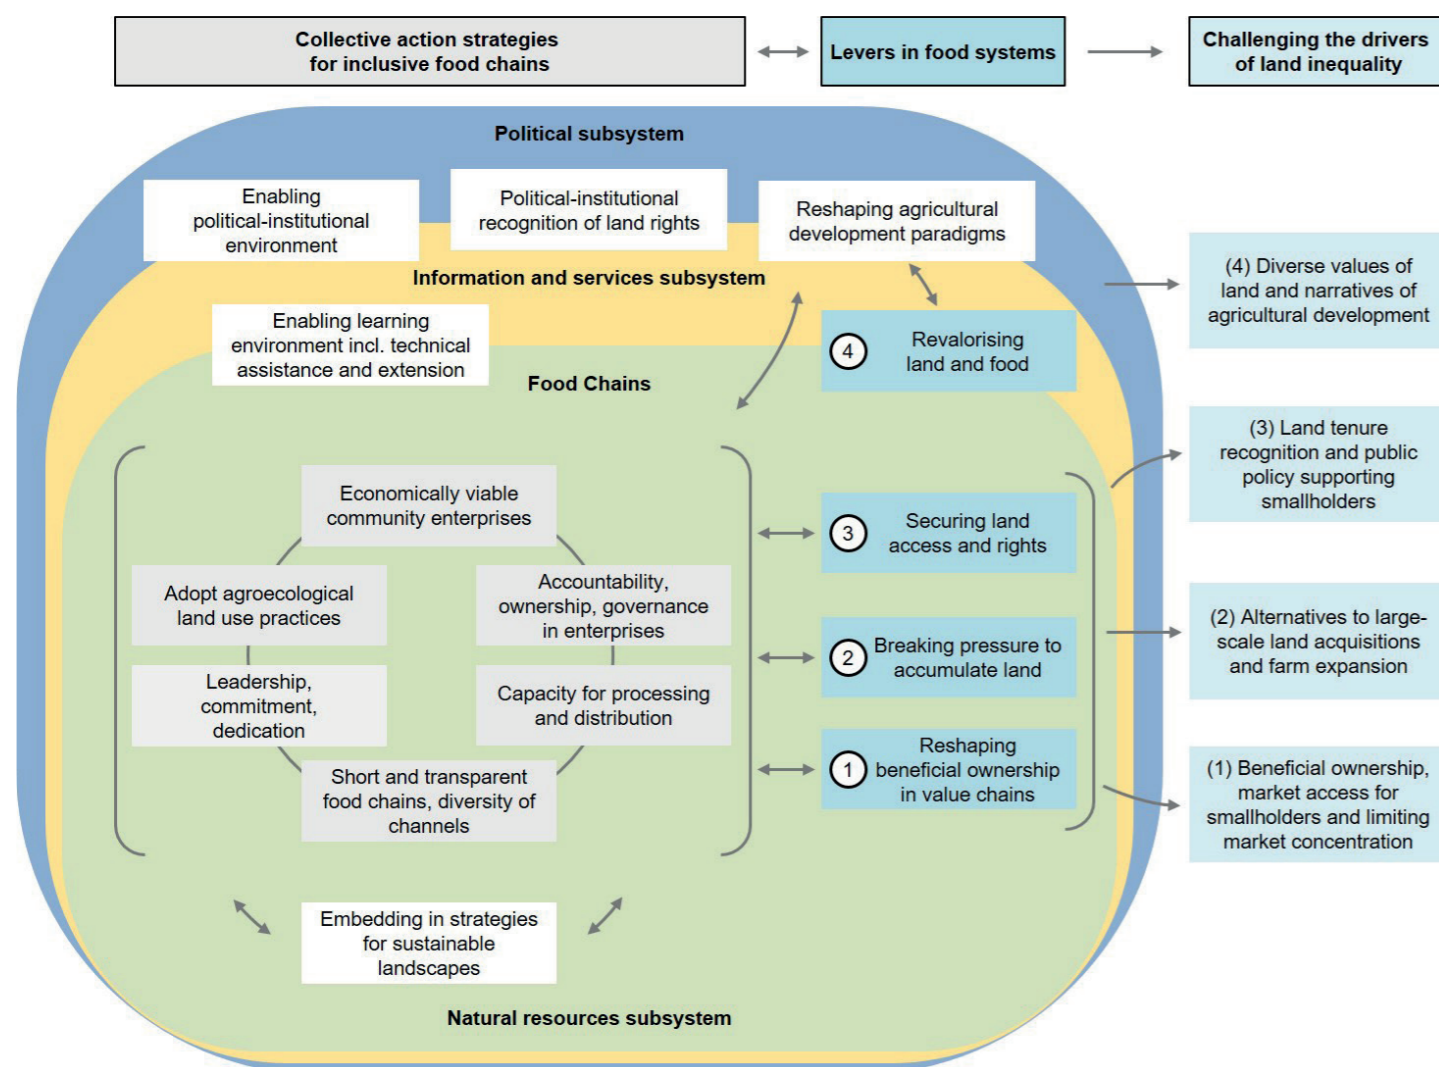 Collective action strategies
for inclusive food chains
Levers in food systems
Challenging the drivers
of land inequality
Political subsystem
Enabling
political-institutional
environment
Political-institutional
recognition of land rights
Reshaping agricultural
development paradigms
Information and services subsystem
(4) Diverse values of
land and narratives of
agricultural development
Enabling learning
environment incl. technical
assistance and extension
4
Revalorising
land and food
Food Chains
(3) Land tenure
recognition and public
policy supporting
smallholders
Economically viable
community enterprises
3
Securing land
access and rights
Adopt agroecological
land use practices
Accountability,
ownership, governance
in enterprises
(2) Alternatives to large-
scale land acquisitions
and farm expansion
2
Breaking pressure to
accumulate land
Leadership,
commitment,
dedication
Capacity for processing
and distribution
1
Reshaping
beneficial ownership
in value chains
(1) Beneficial ownership,
market access for
smallholders and limiting
market concentration
Short and transparent
food chains, diversity of
channels
Embedding in strategies
for sustainable
landscapes
Natural resources subsystem